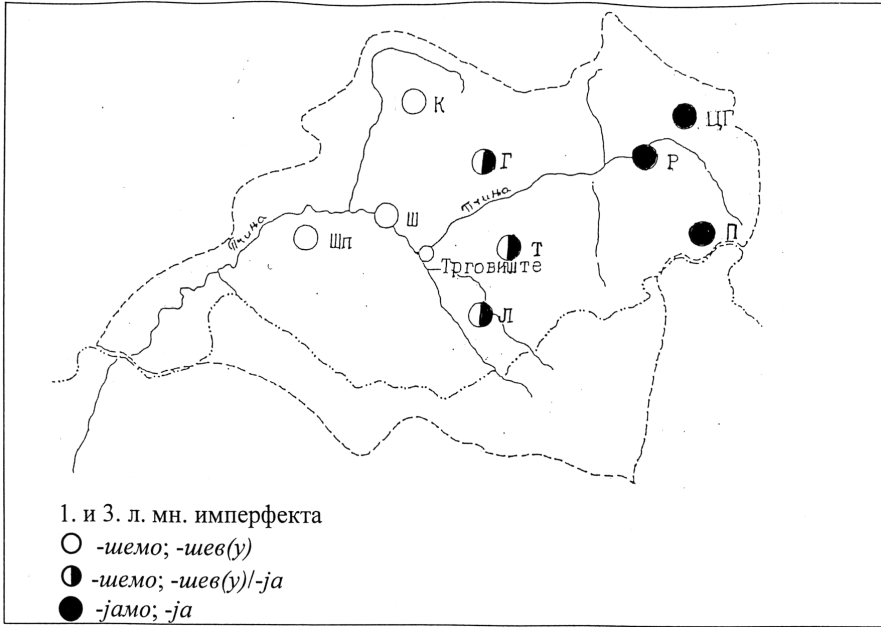 К
ЦГ
Г
Р
Пчиња
Ш
Пчиња
Шп
Т
П
Трговиште
Л
1. и 3. л. мн. имперфекта
-шемо; -шев(у)
-шемо; -шев(у)/-ја
-јамо; -ја